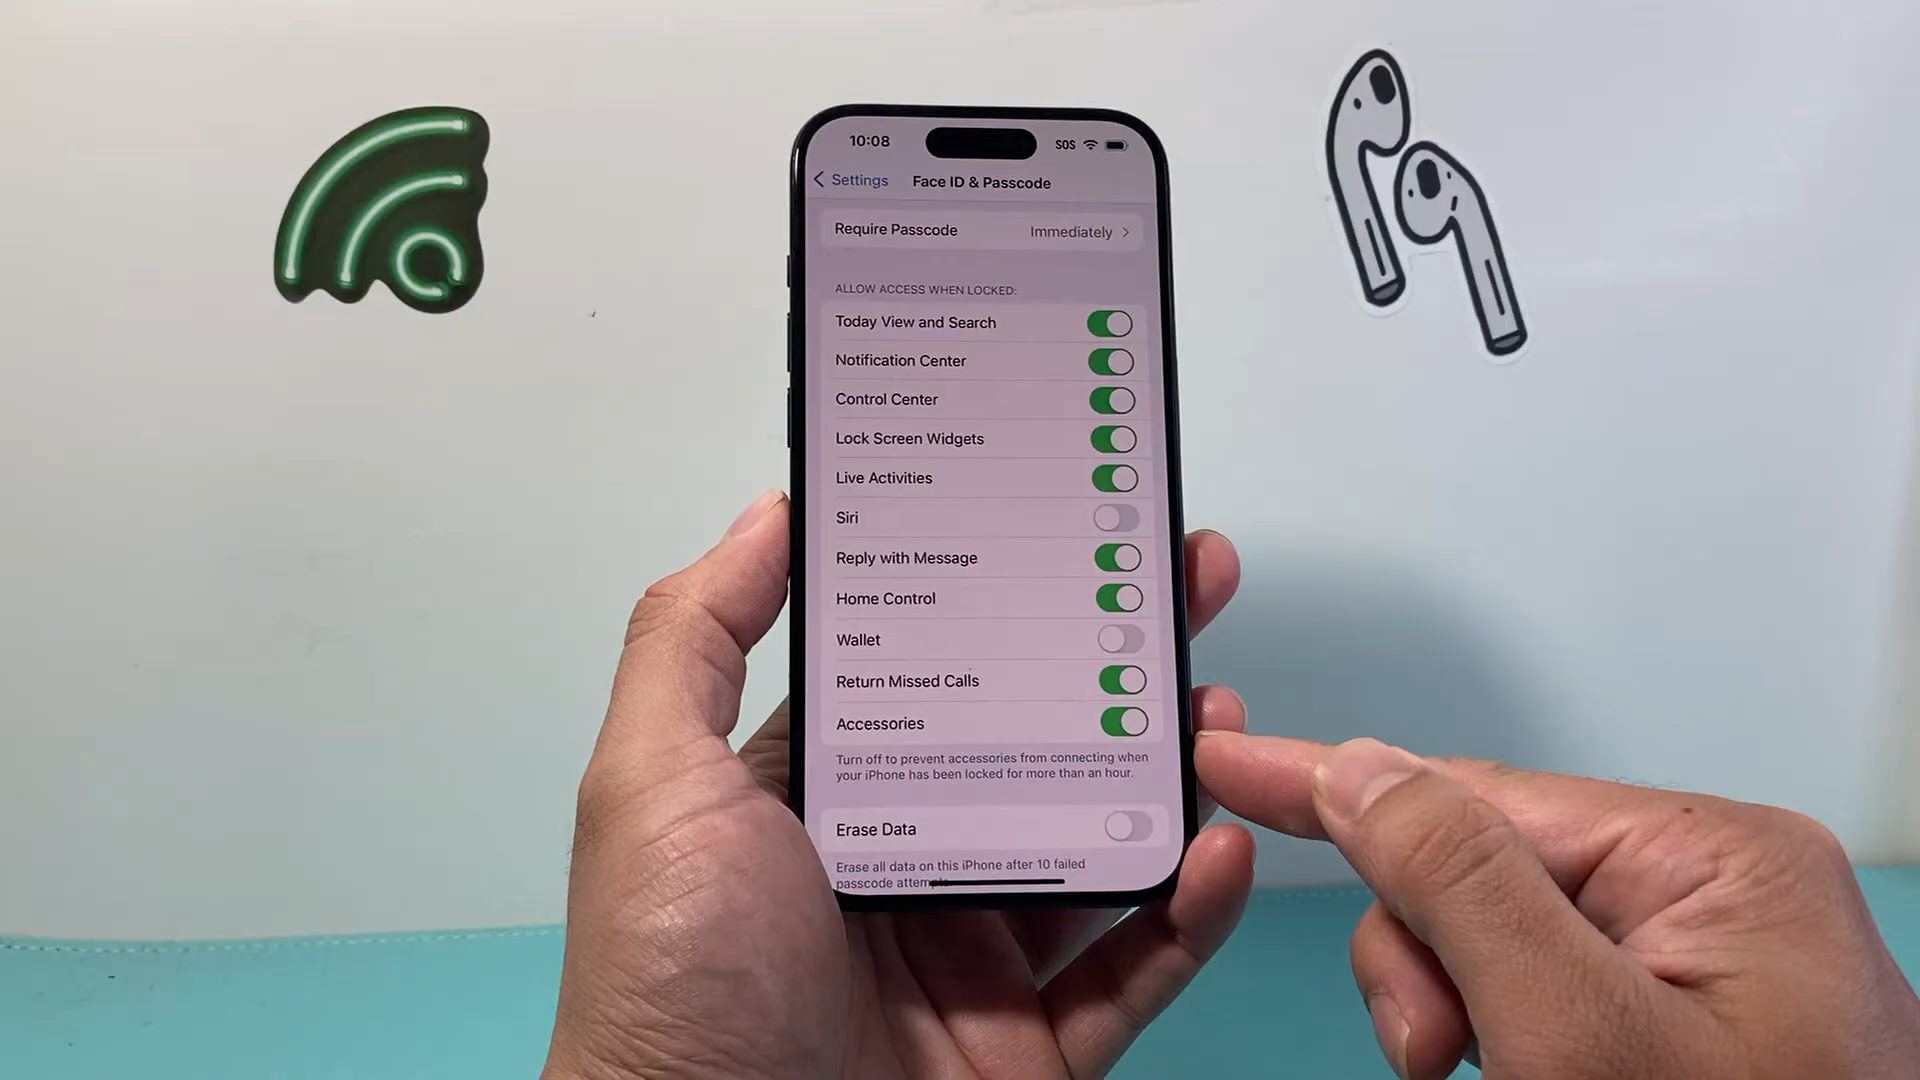 10:08
SOS
Settings
Face ID & Passcode
Require Passcode
Immediately
ALLOW ACCESS WHEN LOCKED:
Today View and Search
Notification Center
Control Center
Lock Screen Widgets
Live Activities
Siri
Reply with Message
Home Control
Wallet
Return Missed Calls
Accessories
Turn off to prevent accessories from connecting when
your iPhone has been locked for more than an hour.
Erase Data
Erase all data on this iPhone after 10 failed
passcode attempts.